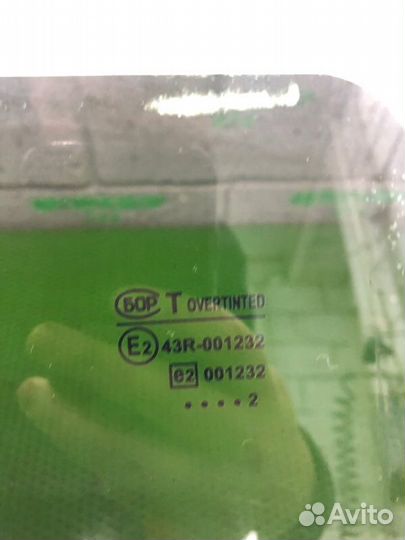 БОР T OVERTINTED
E2 43R-001232
e2 001232
.... 2
Avito